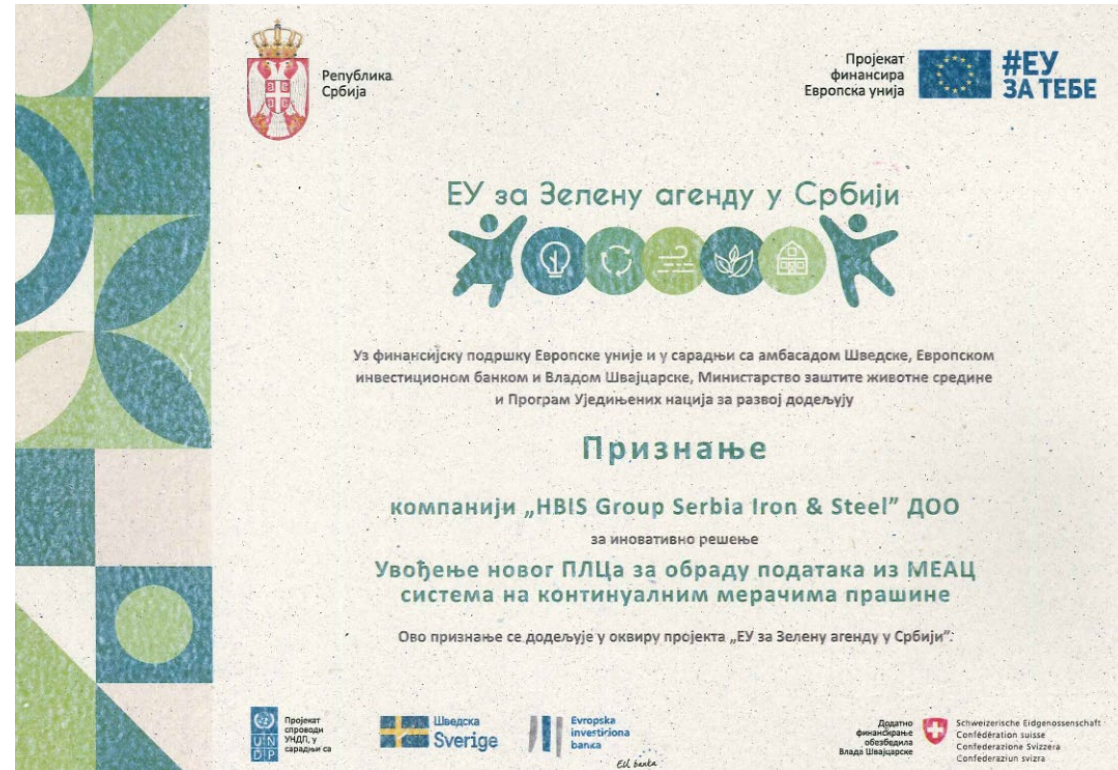 Република
Србија
Пројекат
финансира
Европска унија
#ЕУ
ЗА ТЕБЕ
ЕУ за Зелену агенду у Србији
Уз финансијску подршку Европске уније и у сарадњи са амбасадом Шведске, Европском
инвестиционом банком и Владом Швајцарске, Министарство заштите животне средине
и Програм Уједињених нација за развој додељују
Признање
компанији „HBIS Group Serbia Iron & Steel” ДОО
за иновативно решење
Увођење новог ПЛЦа за обраду података из МЕАЦ
система на континуалним мерачима прашине
Ово признање се додељује у оквиру пројекта „ЕУ за Зелену агенду у Србији”.
UN
DP
Пројекат
спроводи
УНДП, у
сарадњи са
Шведска
Sverige
Evropska
investiciona
banka
EU banka
Додатно
финансирање
обезбедила
Влада Швајцарске
Schweizerische Eidgenossenschaft
Confédération suisse
Confederazione Svizzera
Confederaziun svizra